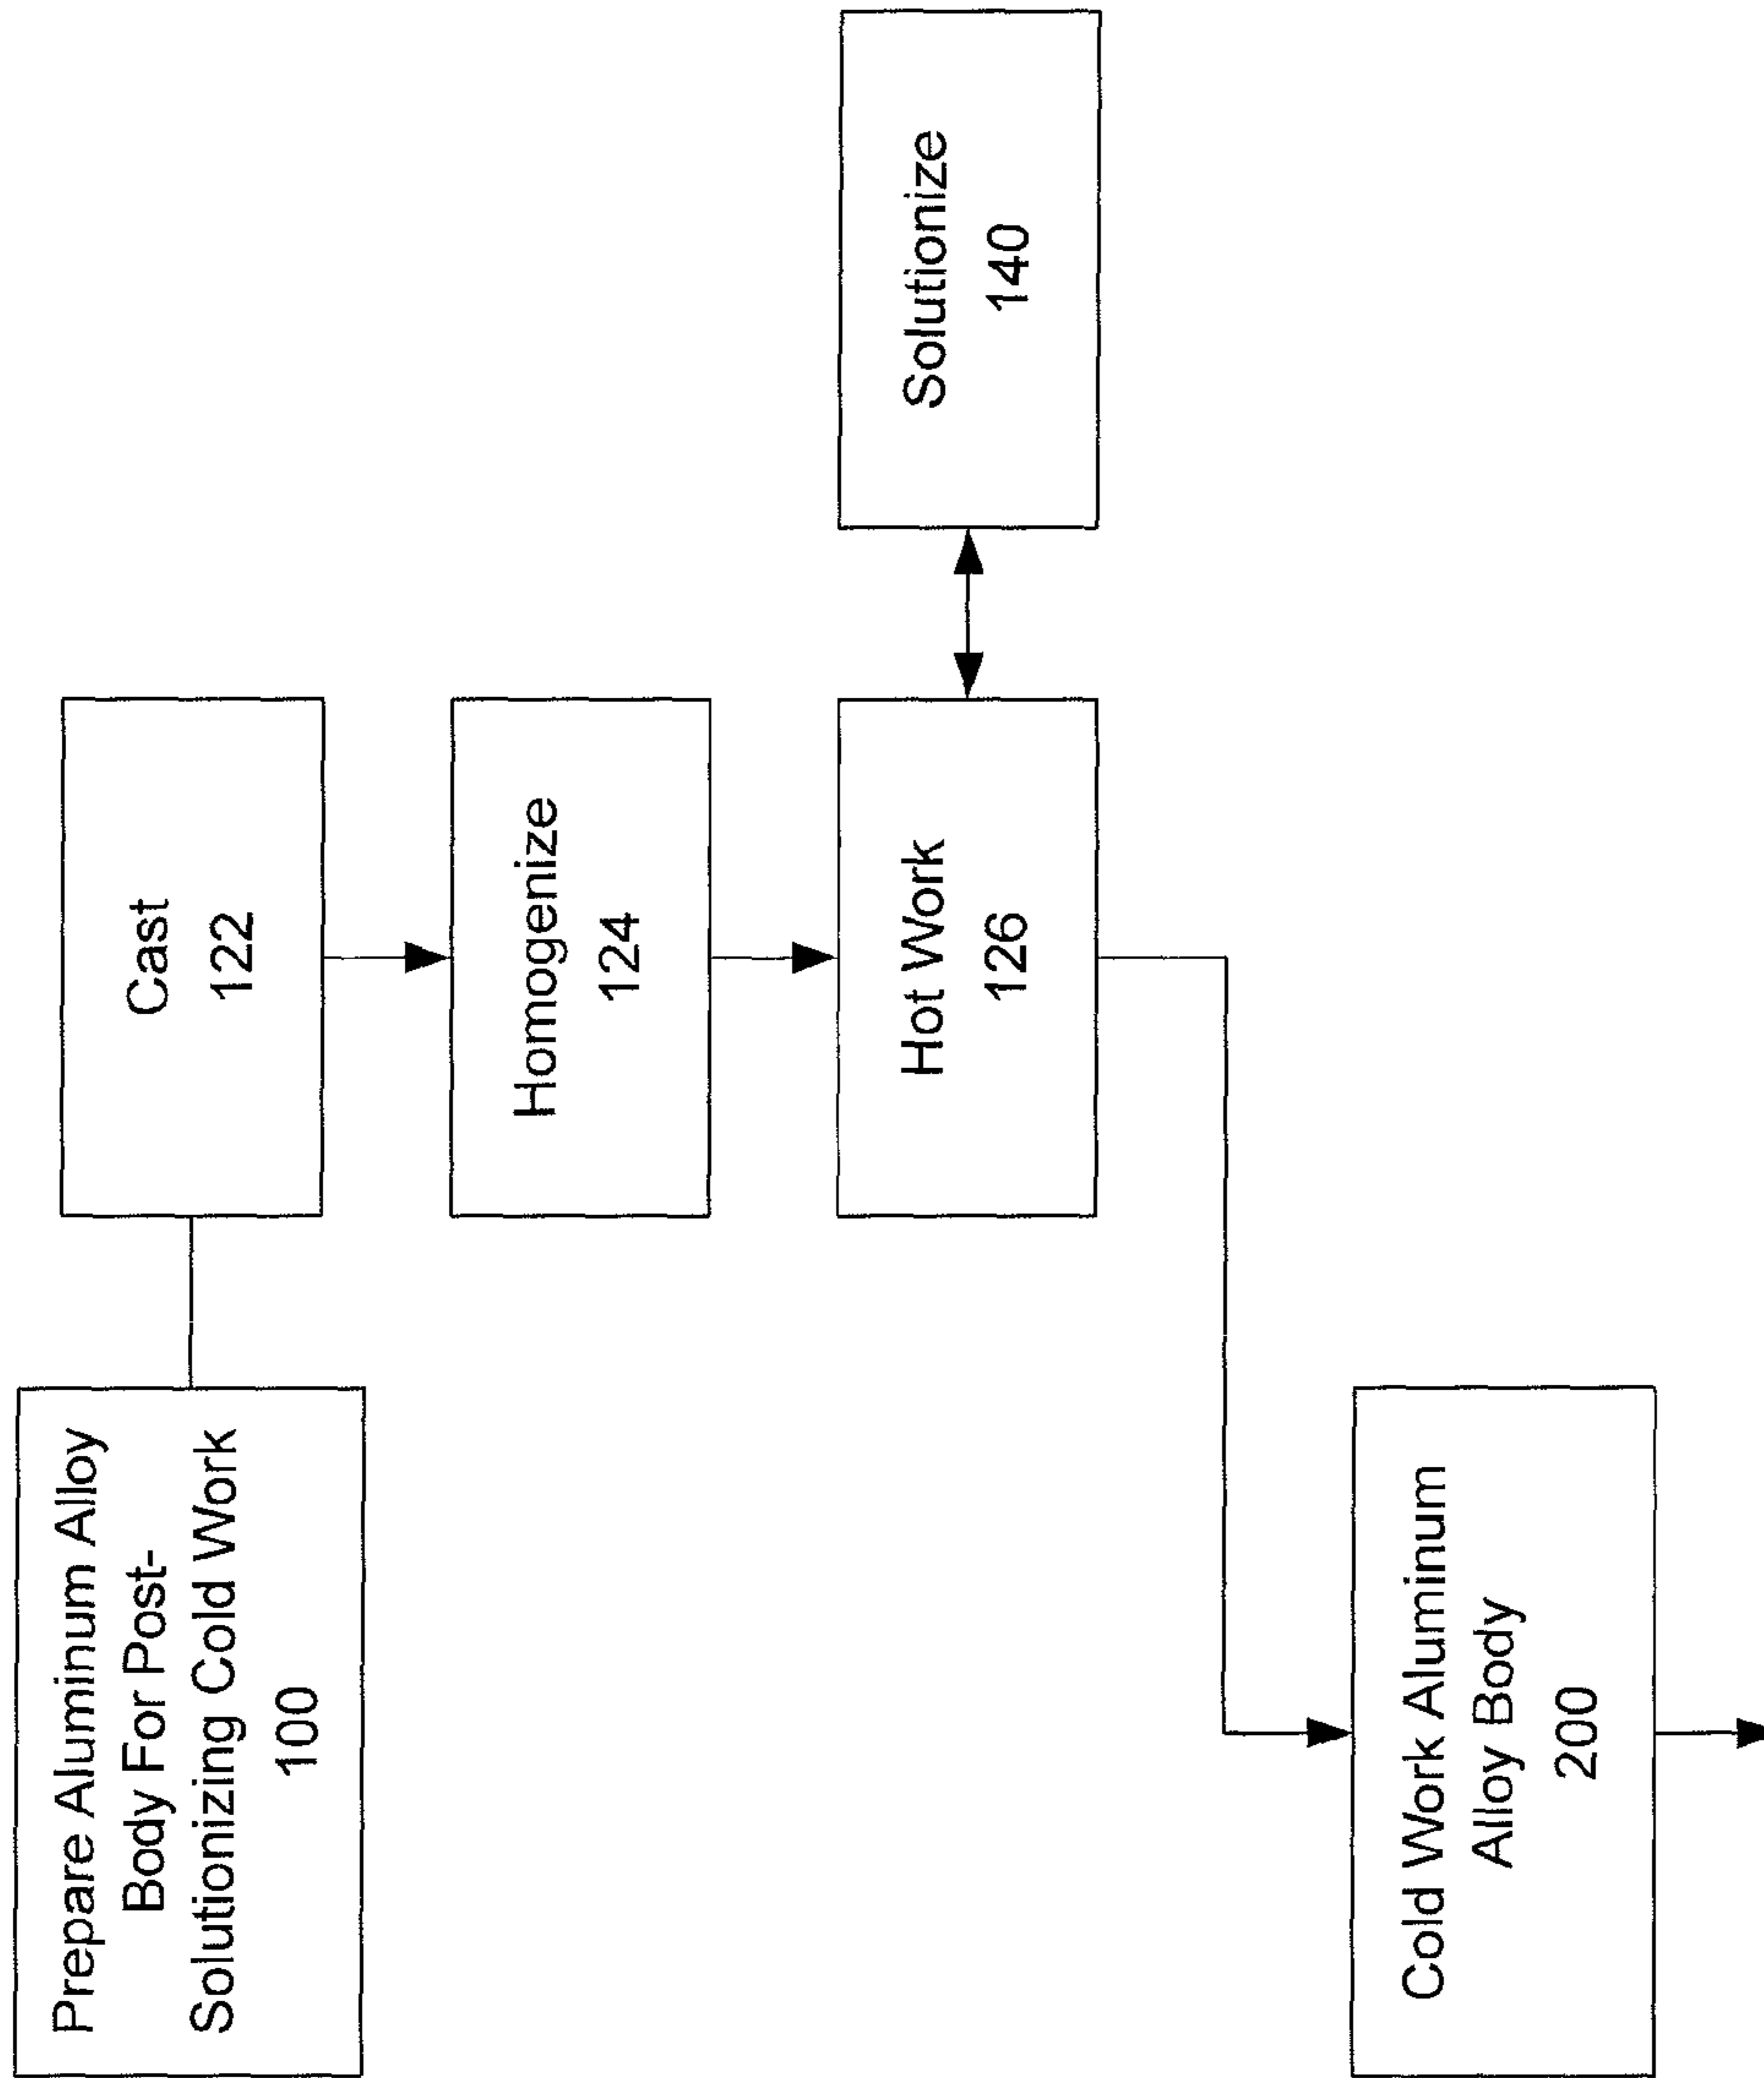 Prepare Aluminum Alloy
Body For Post-
Solutionizing Cold Work
100
Cast
122
Homogenize
124
Hot Work
126
Solutionize
140
Cold Work Aluminum
Alloy Body
200